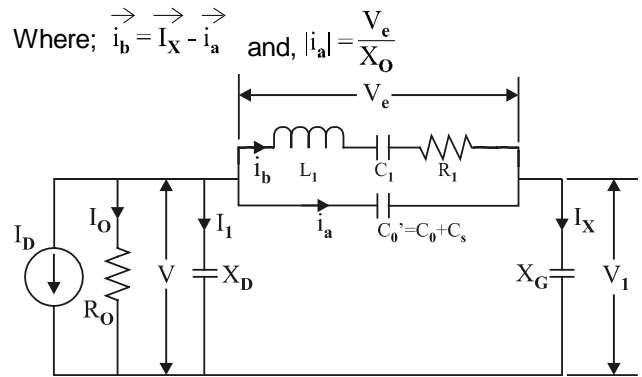 Where; i_b = I_X - i_a and, |i_a| = V_e / X_O
V_e
i_b L_1 C_1 R_1
i_a C_0'=C_0+C_s
I_D I_O I_1 I_X
R_O V X_D X_G V_1